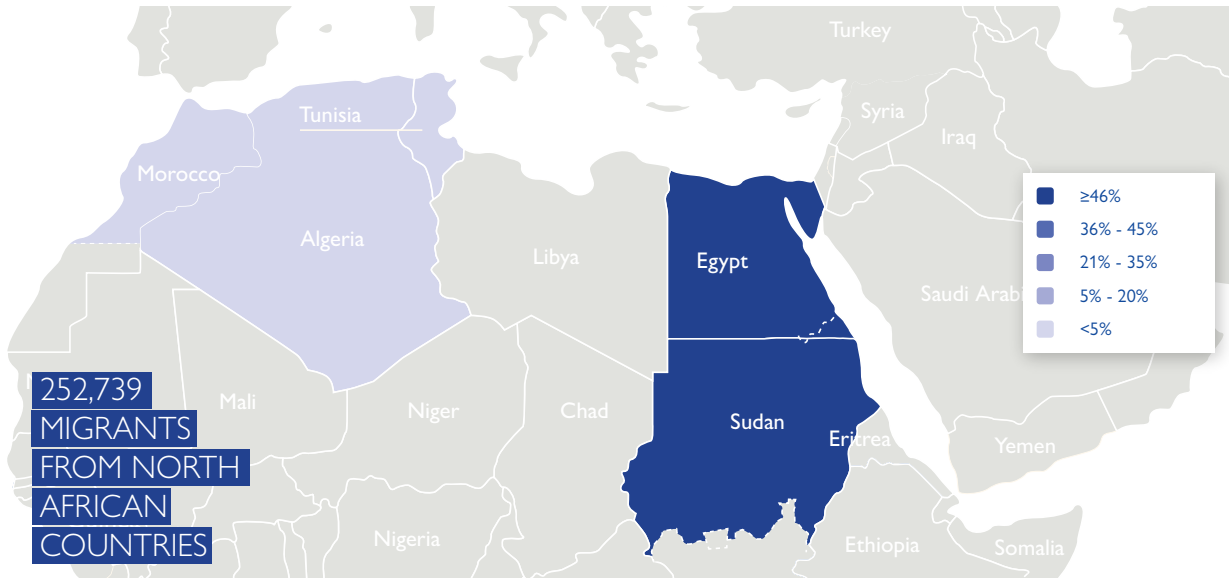 Turkey
Syria
Iraq
Tunisia
Morocco
Algeria
Libya
Egypt
Saudi Arabi
≥46%
36% - 45%
21% - 35%
5% - 20%
<5%
Mali
Niger
Chad
Sudan
Eritrea
Yemen
Nigeria
Ethiopia
Somalia
252,739
MIGRANTS
FROM NORTH
AFRICAN
COUNTRIES